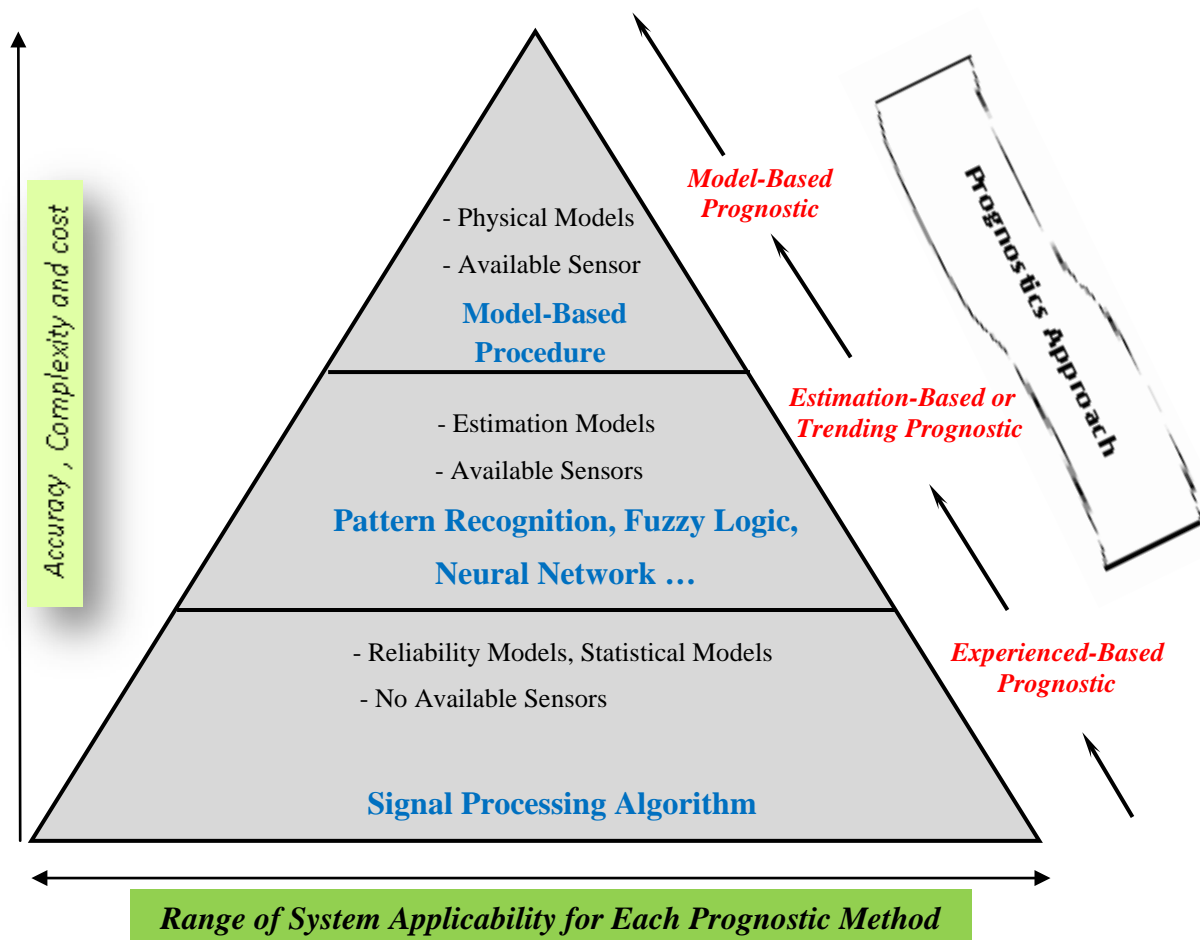 Accuracy , Complexity and cost
- Physical Models
- Available Sensor
Model-Based
Procedure
- Estimation Models
- Available Sensors
Pattern Recognition, Fuzzy Logic,
Neural Network …
- Reliability Models, Statistical Models
- No Available Sensors
Signal Processing Algorithm
Model-Based
Prognostic
Estimation-Based or
Trending Prognostic
Experienced-Based
Prognostic
Prognostics Approach
Range of System Applicability for Each Prognostic Method